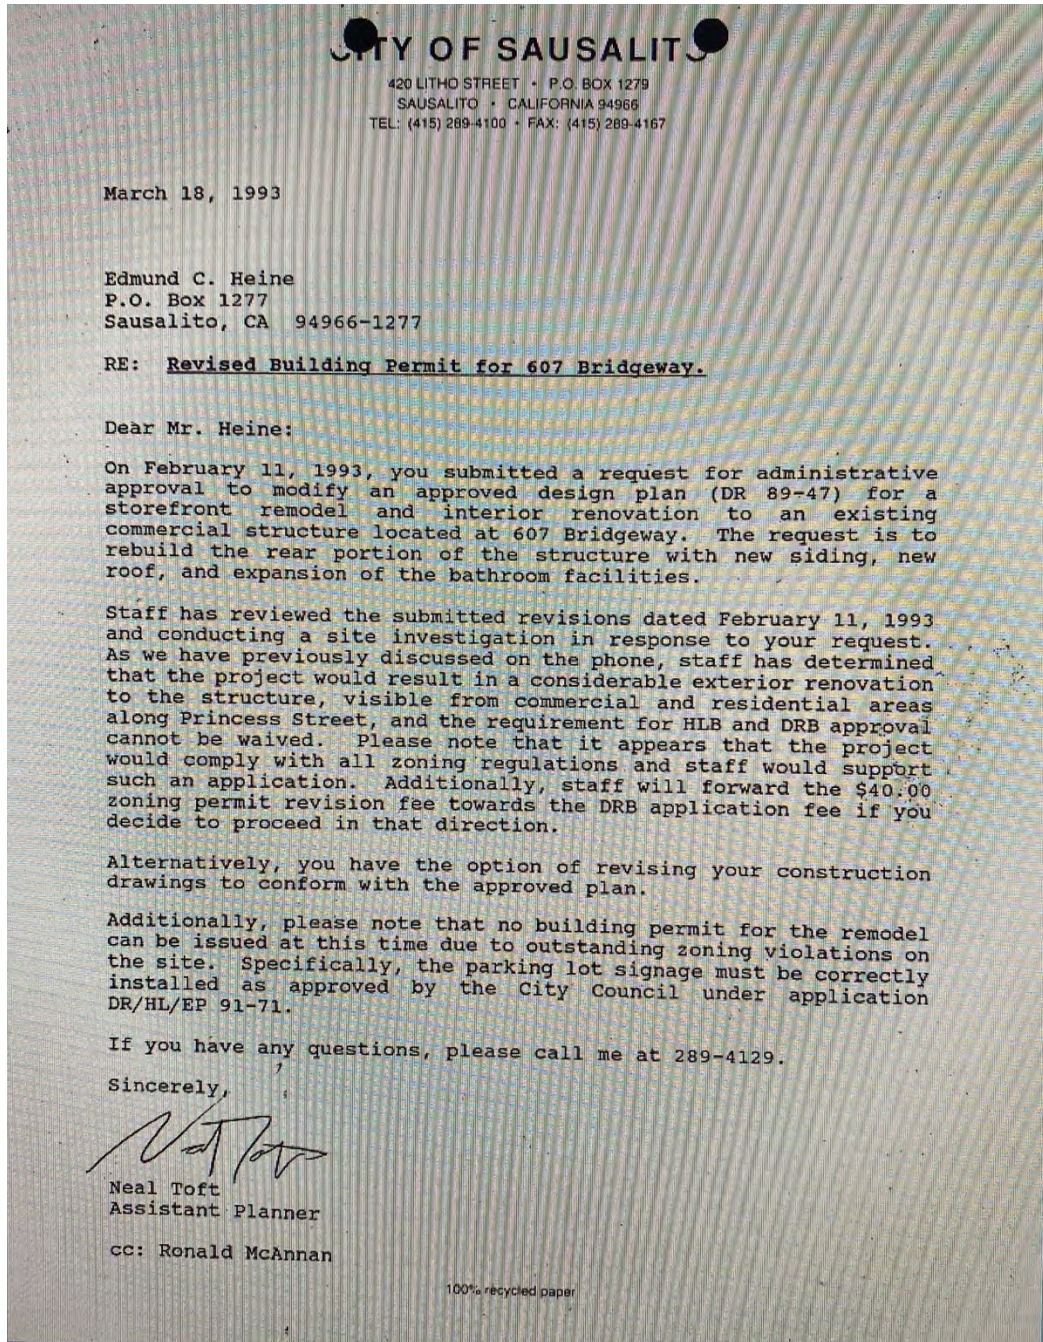 CITY OF SAUSALITO
420 LITHO STREET • P.O. BOX 1279
SAUSALITO • CALIFORNIA 94966
TEL: (415) 289-4100 • FAX: (415) 289-4167
March 18, 1993
Edmund C. Heine
P.O. Box 1277
Sausalito, CA 94966-1277
RE: Revised Building Permit for 607 Bridgeway.
Dear Mr. Heine:
On February 11, 1993, you submitted a request for administrative
approval to modify an approved design plan (DR 89-47) for a
storefront remodel and interior renovation to an existing
commercial structure located at 607 Bridgeway. The request is to
rebuild the rear portion of the structure with new siding, new
roof, and expansion of the bathroom facilities.
Staff has reviewed the submitted revisions dated February 11, 1993
and conducting a site investigation in response to your request.
As we have previously discussed on the phone, staff has determined
that the project would result in a considerable exterior renovation
to the structure, visible from commercial and residential areas
along Princess Street, and the requirement for HLB and DRB approval
cannot be waived. Please note that it appears that the project
would comply with all zoning regulations and staff would support
such an application. Additionally, staff will forward the $40.00
zoning permit revision fee towards the DRB application fee if you
decide to proceed in that direction.
Alternatively, you have the option of revising your construction
drawings to conform with the approved plan.
Additionally, please note that no building permit for the remodel
can be issued at this time due to outstanding zoning violations on
the site. Specifically, the parking lot signage must be correctly
installed as approved by the City Council under application
DR/HL/EP 91-71.
If you have any questions, please call me at 289-4129.
Sincerely,
Neal Toft
Neal Toft
Assistant Planner
cc: Ronald McAnnan
100% recycled paper